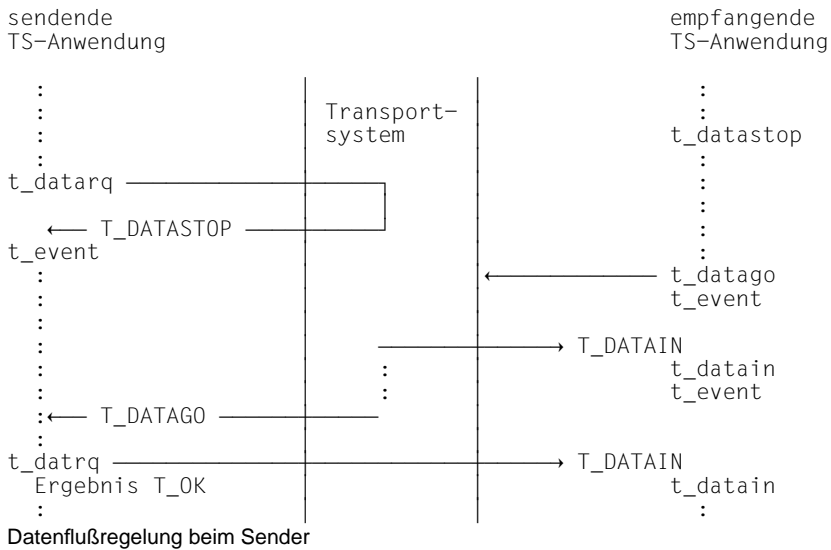 sendende empfangende
TS-Anwendung TS-Anwendung
Transport-
system
t_datastop
t_datarq
T_DATASTOP
t_event
t_datago
t_event
T_DATAIN
t_datain
t_event
T_DATAGO
t_datrq T_DATAIN
Ergebnis T_OK t_datain
Datenflußregelung beim Sender